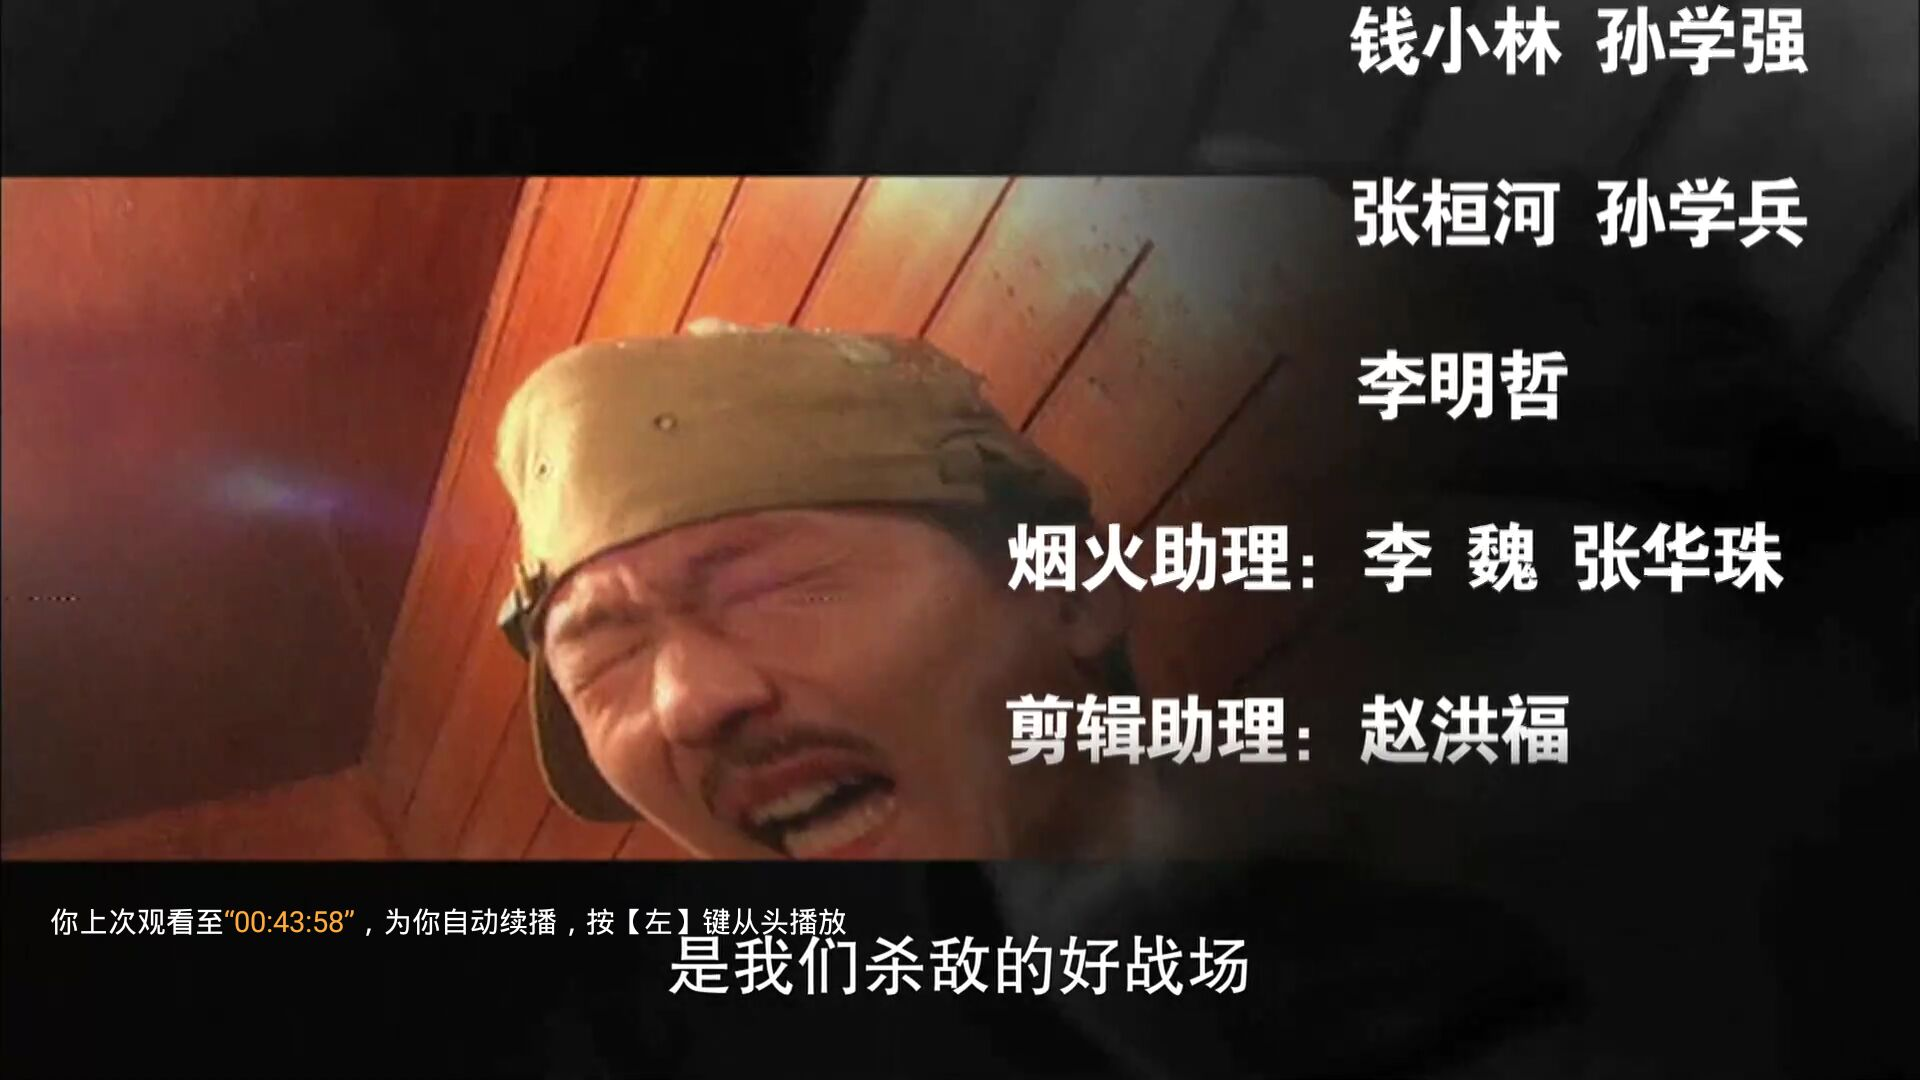 钱小林 孙学强
张桓河 孙学兵
李明哲
烟火助理：李 魏 张华珠
剪辑助理：赵洪福
你上次观看至“00:43:58”，为你自动续播，按【左】键从头播放
是我们杀敌的好战场